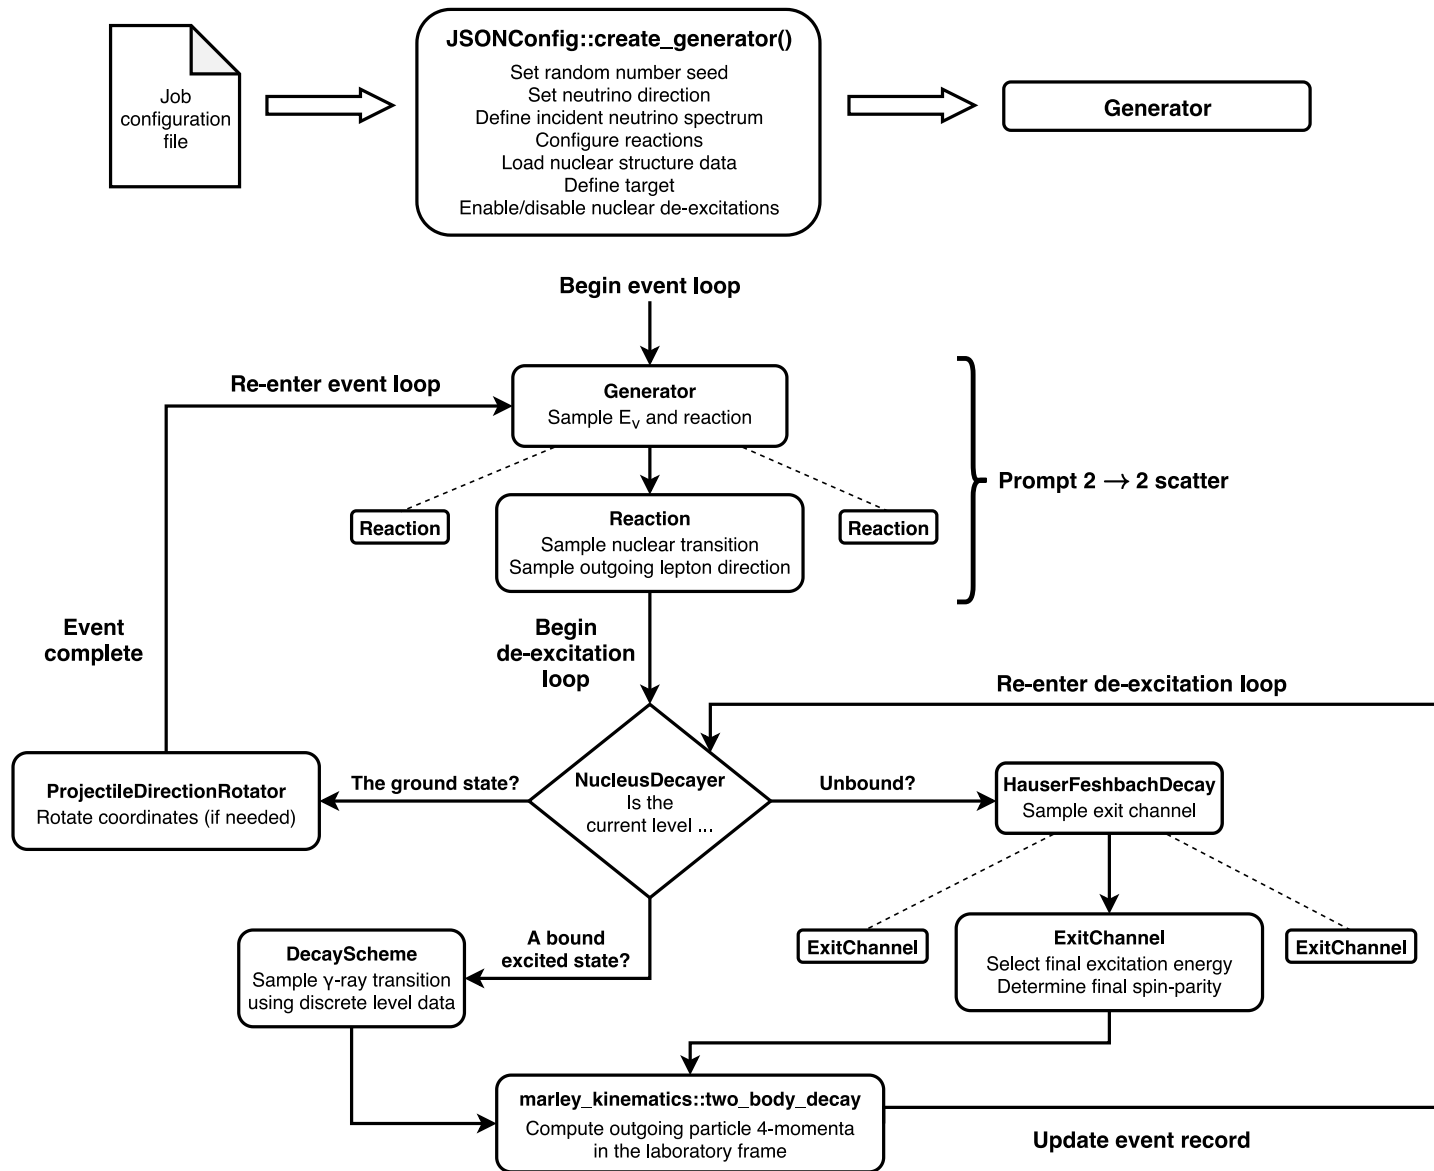 Job
configuration
file
JSONConfig::create_generator()
Set random number seed
Set neutrino direction
Define incident neutrino spectrum
Configure reactions
Load nuclear structure data
Define target
Enable/disable nuclear de-excitations
Generator
Begin event loop
Re-enter event loop
Generator
Sample Eν and reaction
Prompt 2 → 2 scatter
Reaction
Reaction
Sample nuclear transition
Sample outgoing lepton direction
Reaction
Event
complete
Begin
de-excitation
loop
Re-enter de-excitation loop
ProjectileDirectionRotator
Rotate coordinates (if needed)
The ground state?
NucleusDecayer
Is the
current level ...
Unbound?
HauserFeshbachDecay
Sample exit channel
A bound
excited state?
DecayScheme
Sample γ-ray transition
using discrete level data
ExitChannel
ExitChannel
Select final excitation energy
Determine final spin-parity
ExitChannel
marley_kinematics::two_body_decay
Compute outgoing particle 4-momenta
in the laboratory frame
Update event record